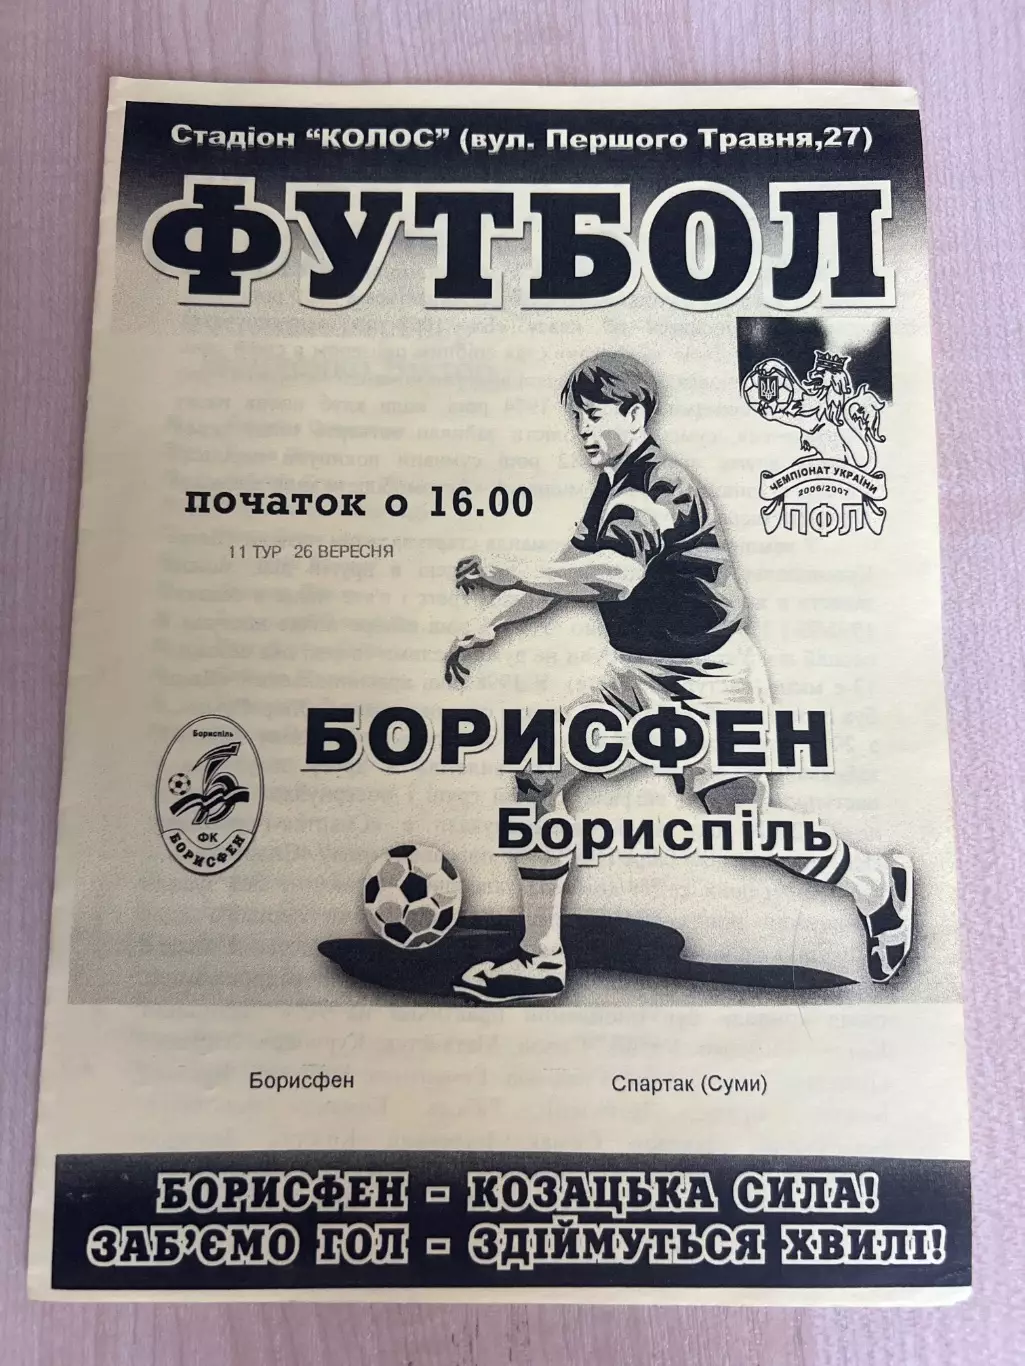 Стадіон “КОЛОС” (вул. Першого Травня,27)
ФУТБОЛ
ЧЕМПІОНАТ УКРАЇНИ
2006/2007
ПФЛ
початок о 16.00
11 ТУР 26 ВЕРЕСНЯ
БОРИСФЕН
Бориспіль
Бориспіль
ФК
БОРИСФЕН
Борисфен
Спартак (Суми)
БОРИСФЕН - КОЗАЦЬКА СИЛА!
ЗАБ’ЄМО ГОЛ - ЗДІЙМУТЬСЯ ХВИЛІ!